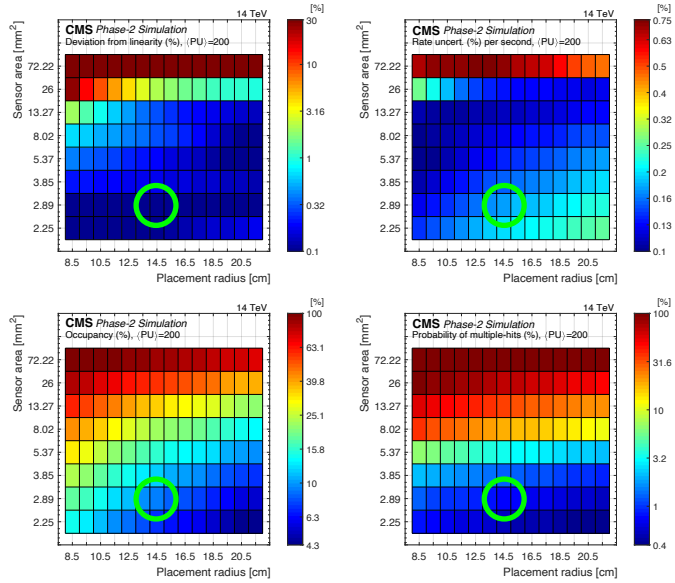 14 TeV
[%]
CMS Phase-2 Simulation
Deviation from linearity (%), ⟨PU⟩=200
Sensor area [mm²]
72.22
26
13.27
8.02
5.37
3.85
2.89
2.25
8.5 10.5 12.5 14.5 16.5 18.5 20.5
Placement radius [cm]
30
10
3.16
1
0.32
0.1
14 TeV
[%]
CMS Phase-2 Simulation
Rate uncert. (%) per second, ⟨PU⟩=200
Sensor area [mm²]
72.22
26
13.27
8.02
5.37
3.85
2.89
2.25
8.5 10.5 12.5 14.5 16.5 18.5 20.5
Placement radius [cm]
0.75
0.65
0.55
0.45
0.35
0.25
0.2
0.16
0.13
0.1
14 TeV
[%]
CMS Phase-2 Simulation
Occupancy (%), ⟨PU⟩=200
Sensor area [mm²]
72.22
26
13.27
8.02
5.37
3.85
2.89
2.25
8.5 10.5 12.5 14.5 16.5 18.5 20.5
Placement radius [cm]
100
63.1
39.8
25.1
15.8
10
6.3
4.3
14 TeV
[%]
CMS Phase-2 Simulation
Probability of multiple-hits (%), ⟨PU⟩=200
Sensor area [mm²]
72.22
26
13.27
8.02
5.37
3.85
2.89
2.25
8.5 10.5 12.5 14.5 16.5 18.5 20.5
Placement radius [cm]
100
31.6
10
3.2
1
0.4